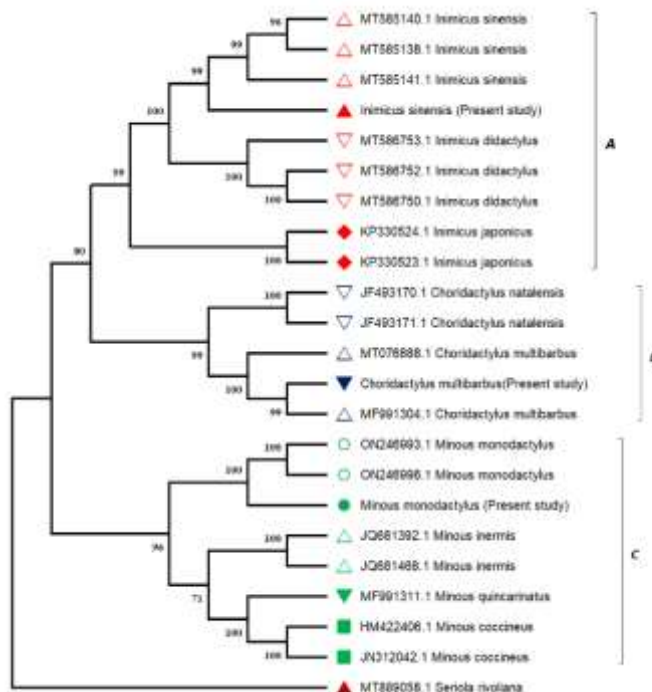 MT585140.1 Inimicus sinensis
MT585138.1 Inimicus sinensis
MT585141.1 Inimicus sinensis
Inimicus sinensis (Present study)
MT586753.1 Inimicus didactylus
MT586752.1 Inimicus didactylus
MT586750.1 Inimicus didactylus
KP330524.1 Inimicus japonicus
KP330523.1 Inimicus japonicus
JF493170.1 Choridactylus natalensis
JF493171.1 Choridactylus natalensis
MT076888.1 Choridactylus multibarbus
Choridactylus multibarbus(Present study)
MF991304.1 Choridactylus multibarbus
ON246993.1 Minous monodactylus
ON246996.1 Minous monodactylus
Minous monodactylus (Present study)
JQ681392.1 Minous inermis
JQ681468.1 Minous inermis
MF991311.1 Minous quincarinatus
HM422406.1 Minous coccineus
JN312042.1 Minous coccineus
MT889056.1 Seriola rivoliana
A
C
96
99
99
100
100
100
99
100
90
100
99
100
99
100
100
96
100
71
100
100